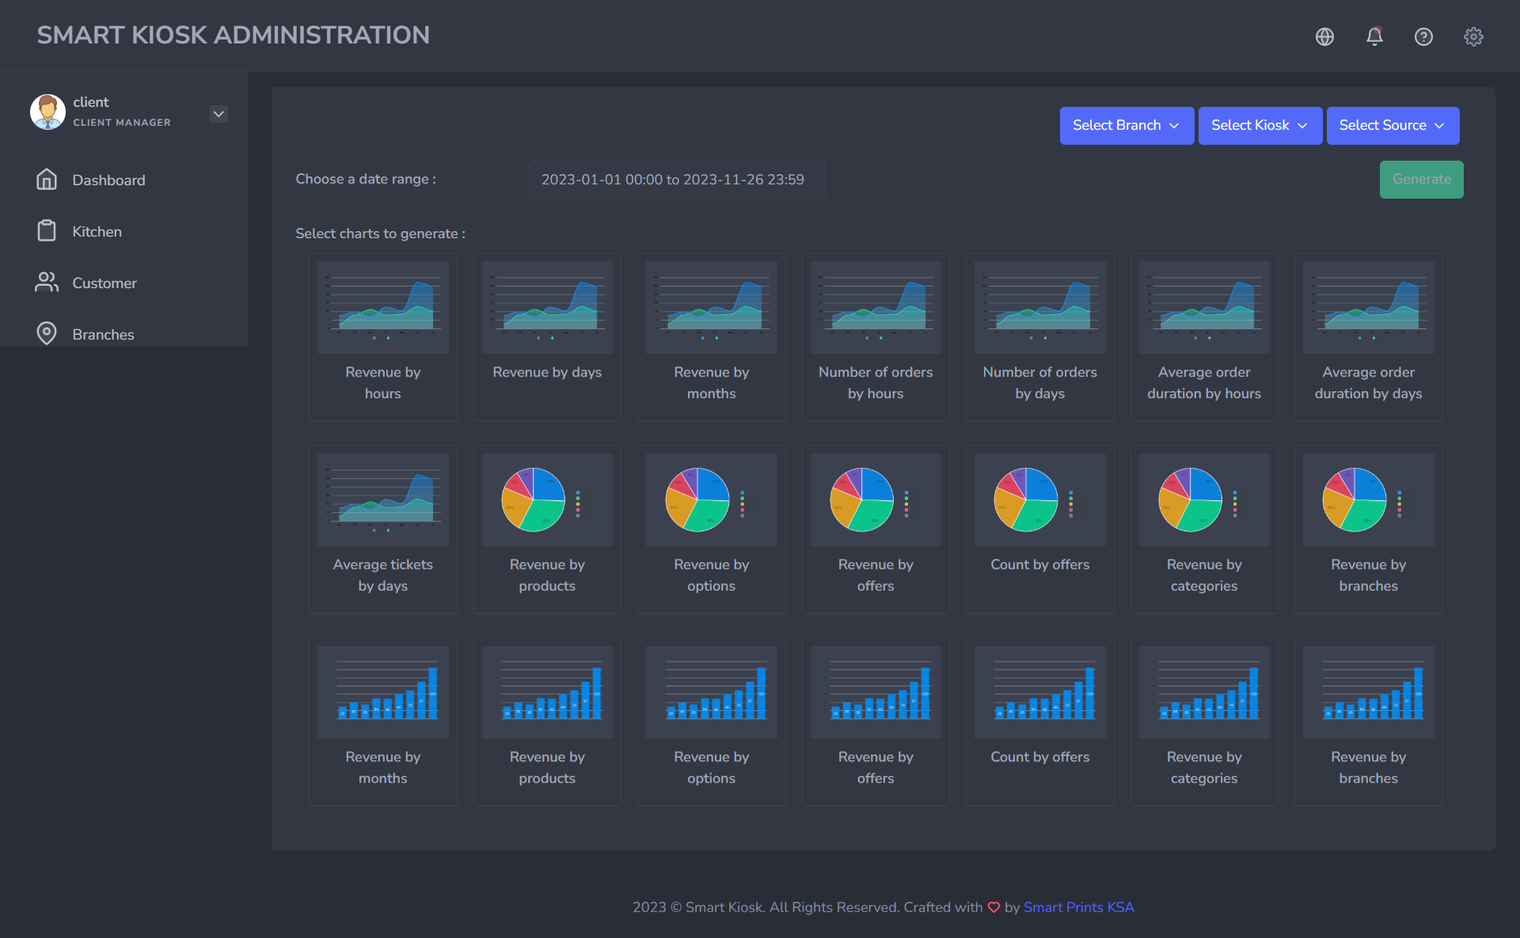 SMART KIOSK ADMINISTRATION
client
CLIENT MANAGER
Dashboard
Kitchen
Customer
Branches
Select Branch
Select Kiosk
Select Source
Choose a date range :
2023-01-01 00:00 to 2023-11-26 23:59
Generate
Select charts to generate :
Revenue by
hours
Revenue by days
Revenue by
months
Number of orders
by hours
Number of orders
by days
Average order
duration by hours
Average order
duration by days
Average tickets
by days
Revenue by
products
Revenue by
options
Revenue by
offers
Count by offers
Revenue by
categories
Revenue by
branches
Revenue by
months
Revenue by
products
Revenue by
options
Revenue by
offers
Count by offers
Revenue by
categories
Revenue by
branches
2023 © Smart Kiosk. All Rights Reserved. Crafted with by Smart Prints KSA